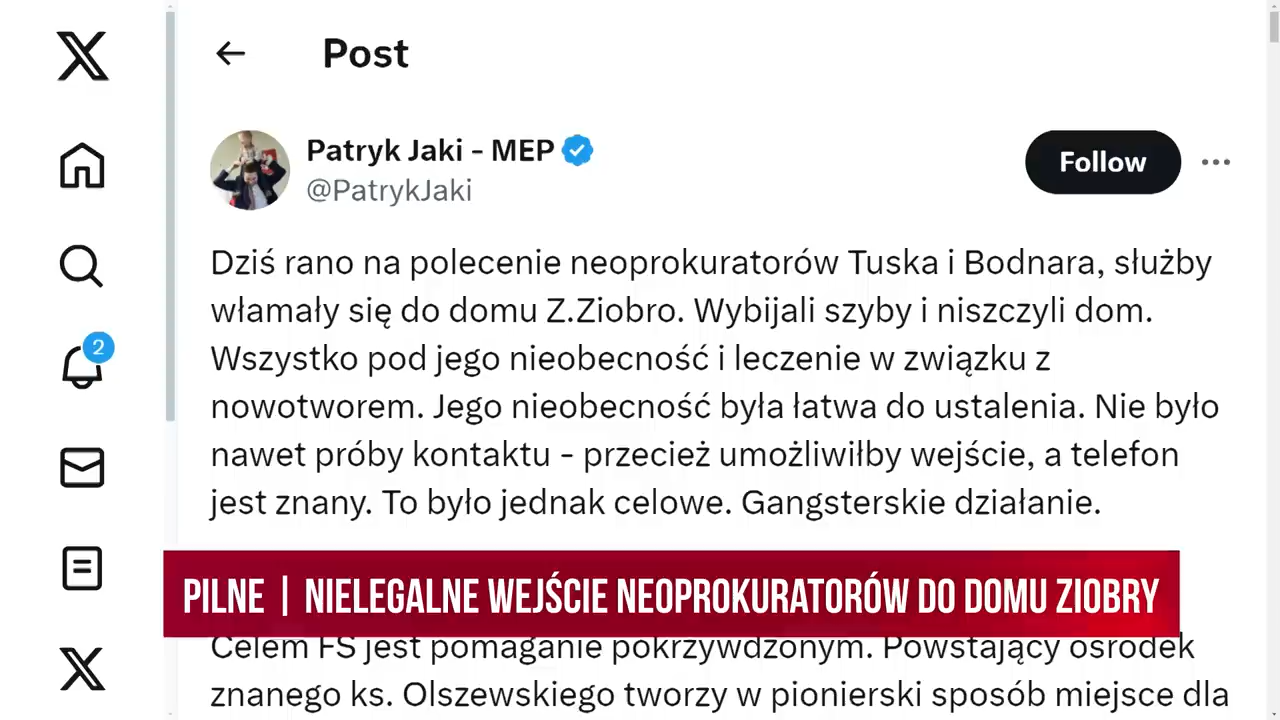 Post
Patryk Jaki - MEP
@PatrykJaki
Follow
Dziś rano na polecenie neoprokuratorów Tuska i Bodnara, służby
włamały się do domu Z.Ziobro. Wybijali szyby i niszczyli dom.
Wszystko pod jego nieobecność i leczenie w związku z
nowotworem. Jego nieobecność była łatwa do ustalenia. Nie było
nawet próby kontaktu - przecież umożliwiłby wejście, a telefon
jest znany. To było jednak celowe. Gangsterskie działanie.
2
PILNE | NIELEGALNE WEJŚCIE NEOPROKURATORÓW DO DOMU ZIOBRY
Celem FS jest pomaganie pokrzywdzonym. Powstający ośrodek
znanego ks. Olszewskiego tworzy w pionierski sposób miejsce dla